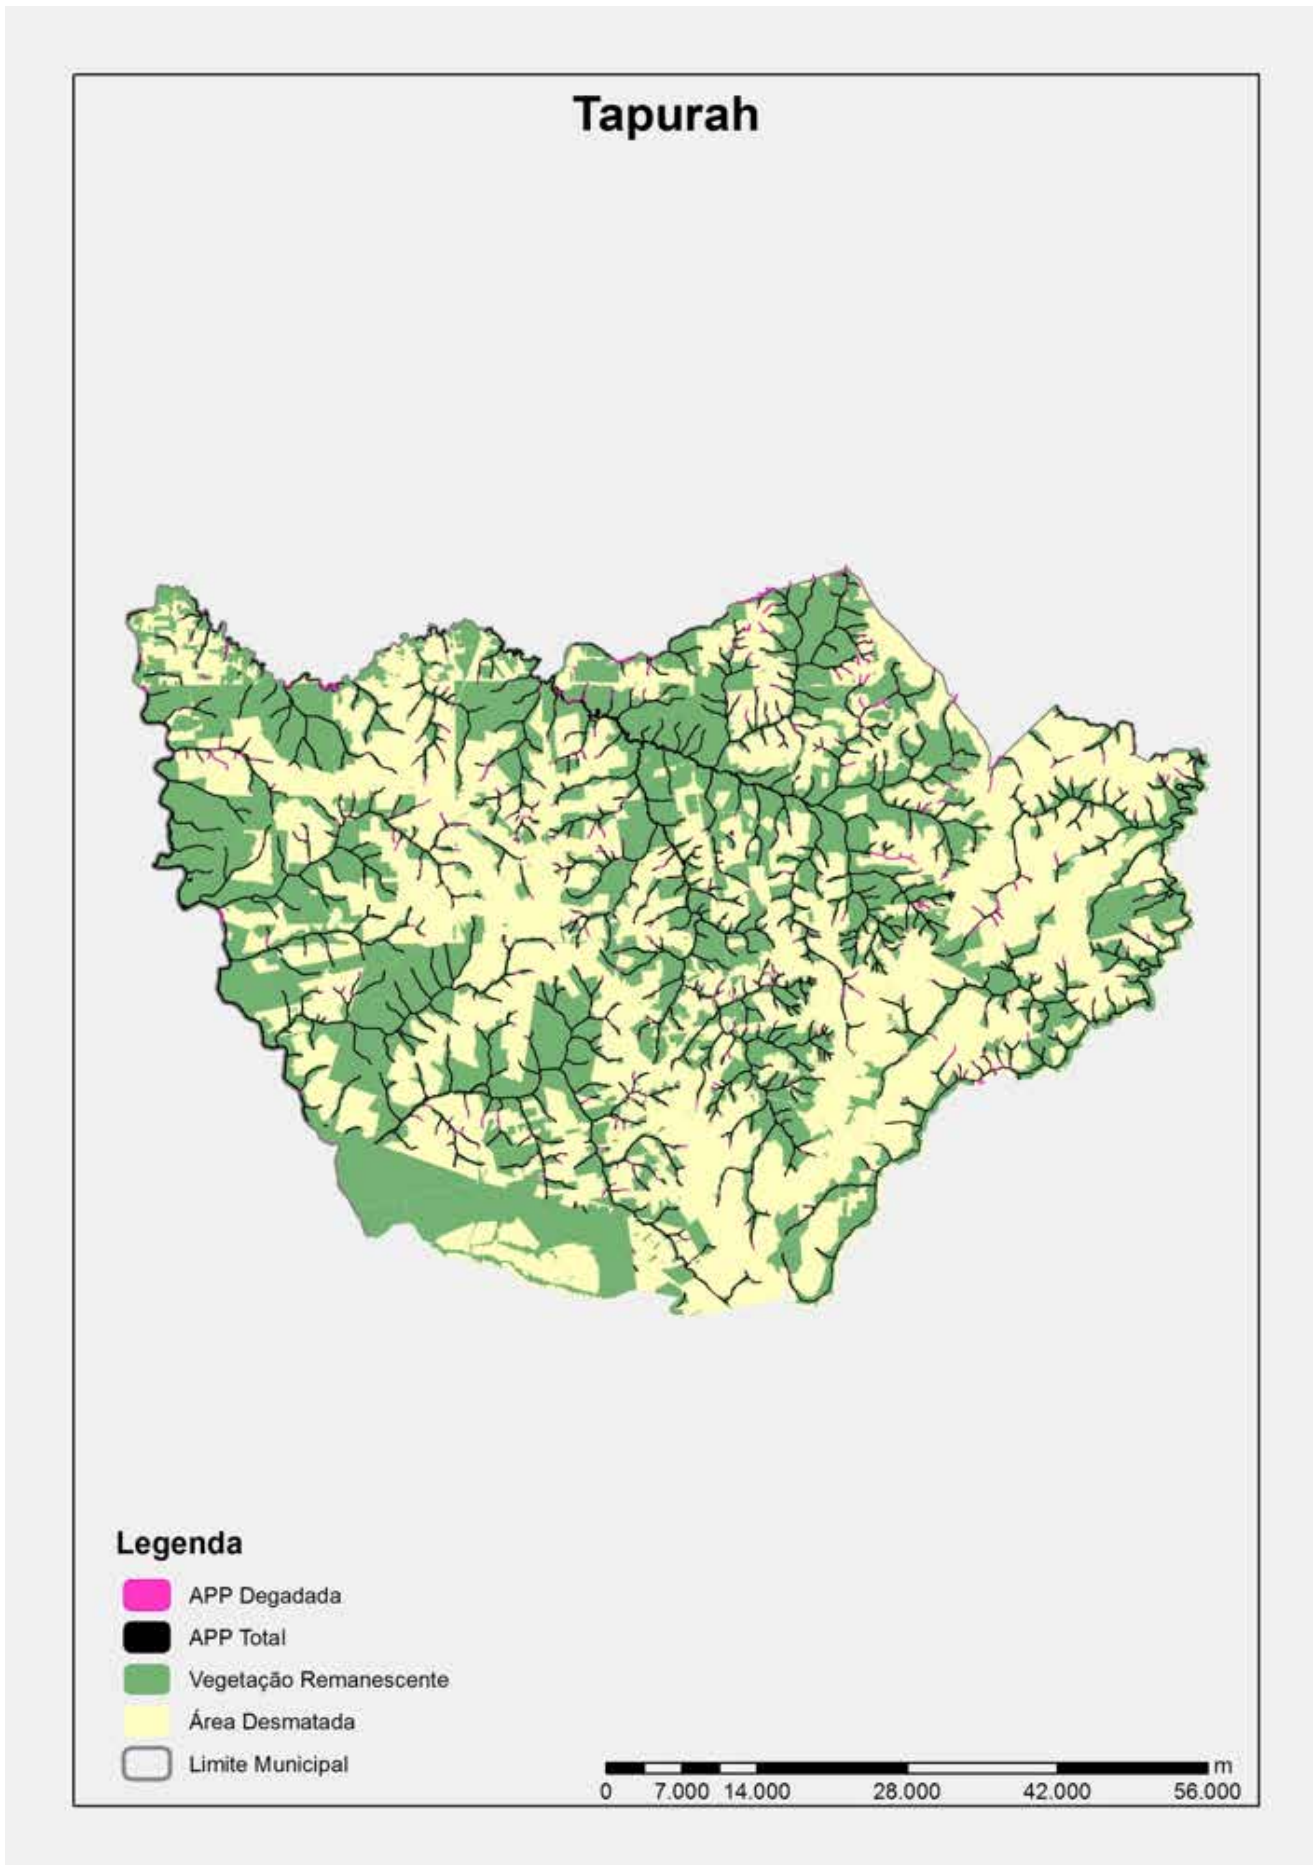 Tapurah
Legenda
APP Degadada
APP Total
Vegetação Remanescente
Área Desmatada
Limite Municipal
m
0 7.000 14.000 28.000 42.000 56.000